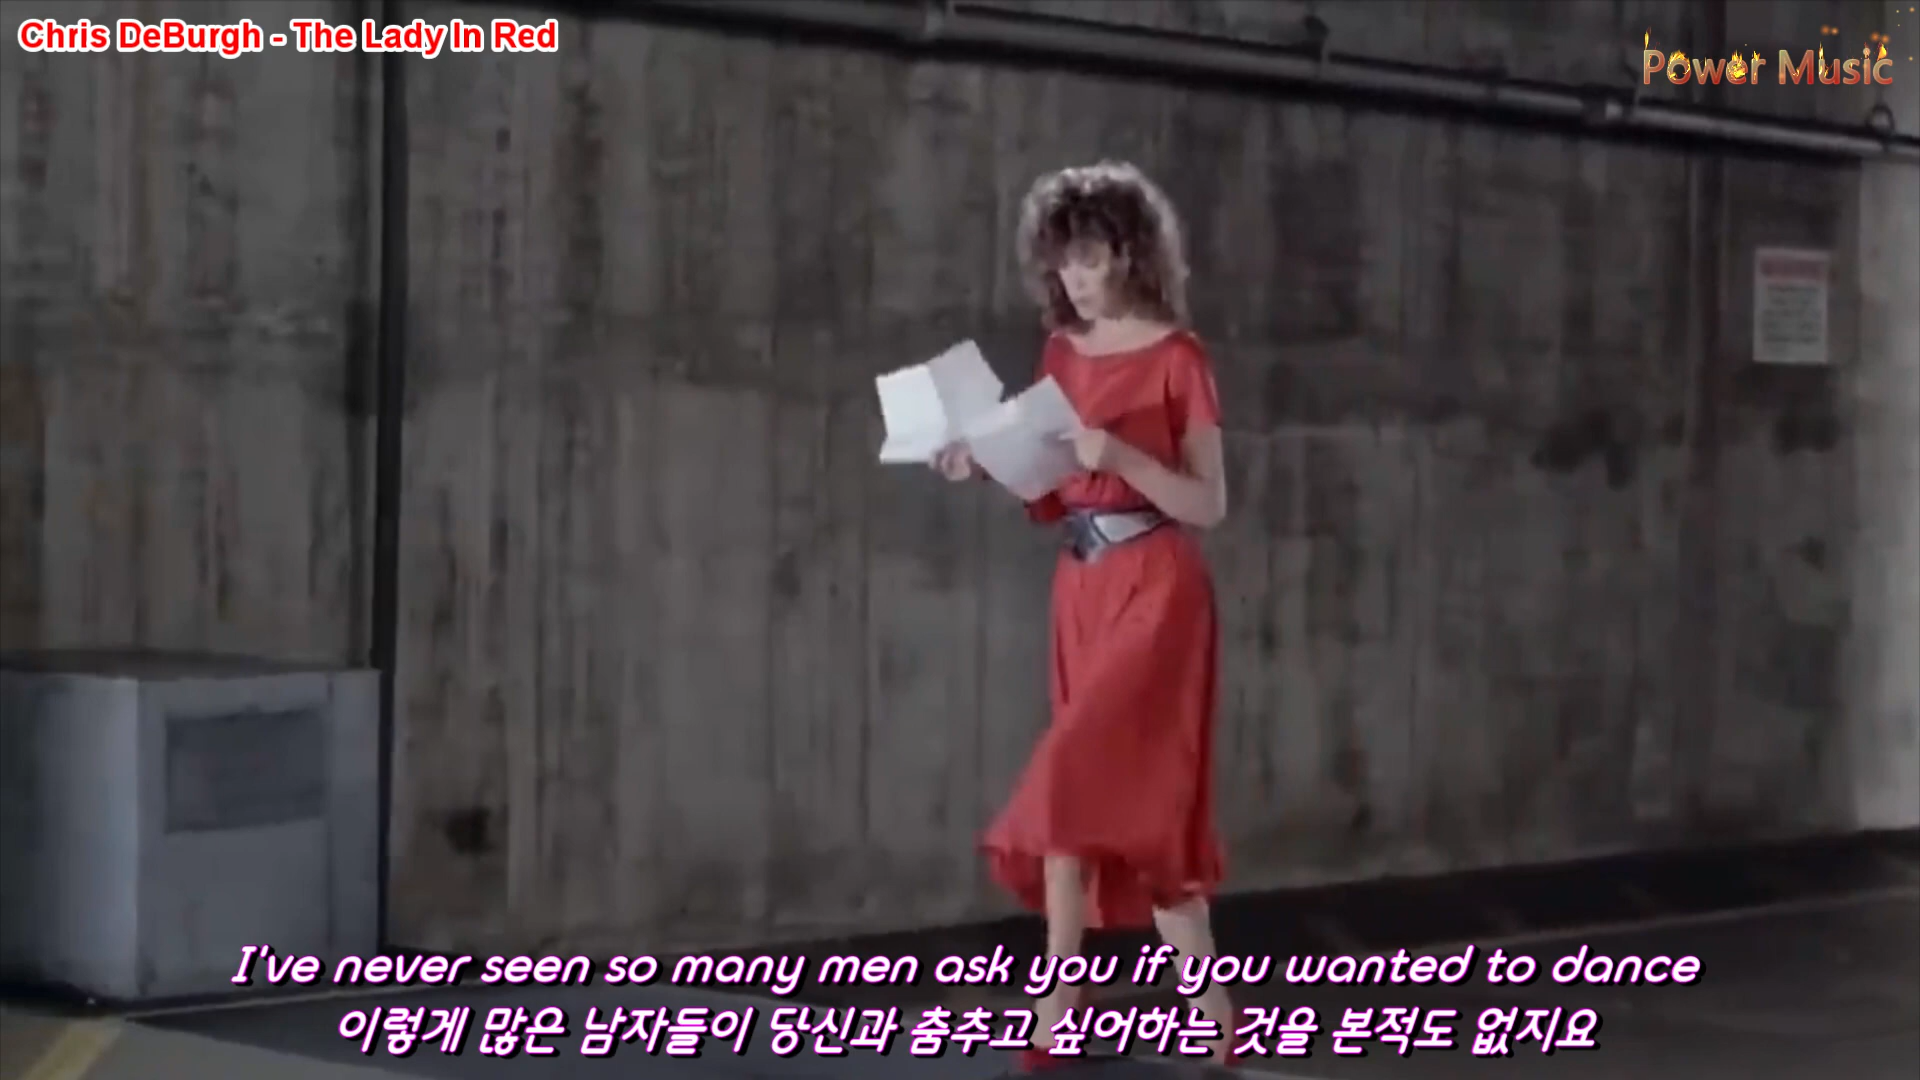 Chris DeBurgh - The Lady In Red
Power Music
I've never seen so many men ask you if you wanted to dance
이렇게 많은 남자들이 당신과 춤추고 싶어하는 것을 본적도 없지요